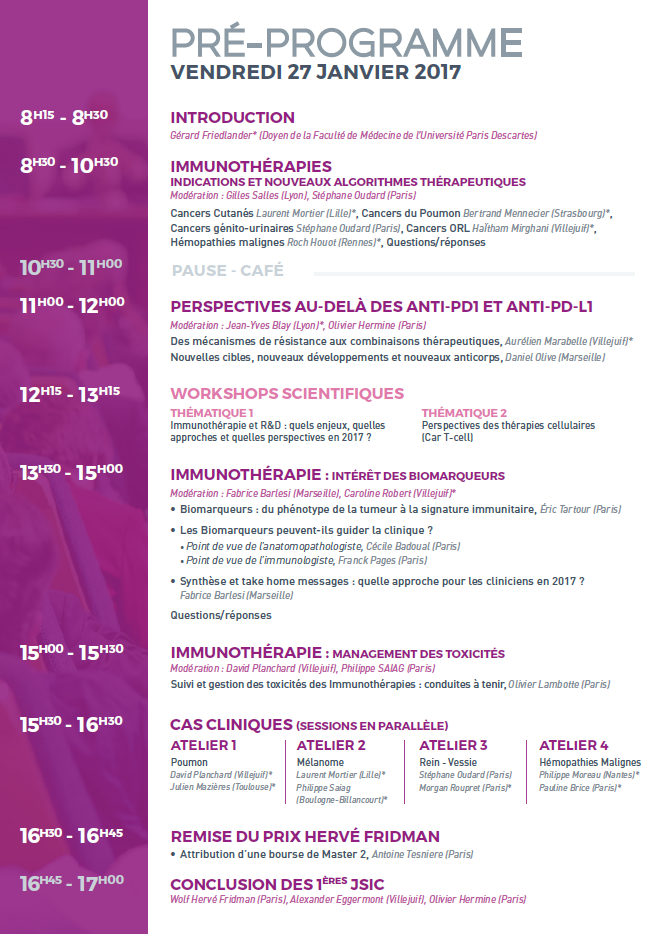 PRÉ-PROGRAMME
VENDREDI 27 JANVIER 2017
8H15 - 8H30
INTRODUCTION
Gérard Friedlander* (Doyen de la Faculté de Médecine de l'Université Paris Descartes)
8H30 - 10H30
IMMUNOTHÉRAPIES
INDICATIONS ET NOUVEAUX ALGORITHMES THÉRAPEUTIQUES
Modération : Gilles Salles (Lyon), Stéphane Oudard (Paris)
Cancers Cutanés Laurent Mortier (Lille)*, Cancers du Poumon Bertrand Mennecier (Strasbourg)*,
Cancers génito-urinaires Stéphane Oudard (Paris), Cancers ORL HaÏtham Mirghani (Villejuif)*,
Hémopathies malignes Roch Houot (Rennes)*, Questions/réponses
10H30 - 11H00
PAUSE - CAFÉ
11H00 - 12H00
PERSPECTIVES AU-DELÀ DES ANTI-PD1 ET ANTI-PD-L1
Modération : Jean-Yves Blay (Lyon)*, Olivier Hermine (Paris)
Des mécanismes de résistance aux combinaisons thérapeutiques, Aurélien Marabelle (Villejuif)*
Nouvelles cibles, nouveaux développements et nouveaux anticorps, Daniel Olive (Marseille)
12H15 - 13H15
WORKSHOPS SCIENTIFIQUES
THÉMATIQUE 1
Immunothérapie et R&D : quels enjeux, quelles
approches et quelles perspectives en 2017 ?
THÉMATIQUE 2
Perspectives des thérapies cellulaires
(Car T-cell)
13H30 - 15H00
IMMUNOTHÉRAPIE : INTÉRÊT DES BIOMARQUEURS
Modération : Fabrice Barlesi (Marseille), Caroline Robert (Villejuif)*
• Biomarqueurs : du phénotype de la tumeur à la signature immunitaire, Éric Tartour (Paris)
• Les Biomarqueurs peuvent-ils guider la clinique ?
• Point de vue de l'anatomopathologiste, Cécile Badoual (Paris)
• Point de vue de l'immunologiste, Franck Pages (Paris)
• Synthèse et take home messages : quelle approche pour les cliniciens en 2017 ?
Fabrice Barlesi (Marseille)
Questions/réponses
15H00 - 15H30
IMMUNOTHÉRAPIE : MANAGEMENT DES TOXICITÉS
Modération : David Planchard (Villejuif), Philippe SAIAG (Paris)
Suivi et gestion des toxicités des Immunothérapies : conduites à tenir, Olivier Lambotte (Paris)
15H30 - 16H30
CAS CLINIQUES (SESSIONS EN PARALLÈLE)
ATELIER 1
Poumon
David Planchard (Villejuif)*
Julien Mazières (Toulouse)*
ATELIER 2
Mélanome
Laurent Mortier (Lille)*
Philippe Saiag
(Boulogne-Billancourt)*
ATELIER 3
Rein - Vessie
Stéphane Oudard (Paris)
Morgan Roupret (Paris)*
ATELIER 4
Hémopathies Malignes
Philippe Moreau (Nantes)*
Pauline Brice (Paris)*
16H30 - 16H45
REMISE DU PRIX HERVÉ FRIDMAN
• Attribution d'une bourse de Master 2, Antoine Tesniere (Paris)
16H45 - 17H00
CONCLUSION DES 1ÈRES JSIC
Wolf Hervé Fridman (Paris), Alexander Eggermont (Villejuif), Olivier Hermine (Paris)